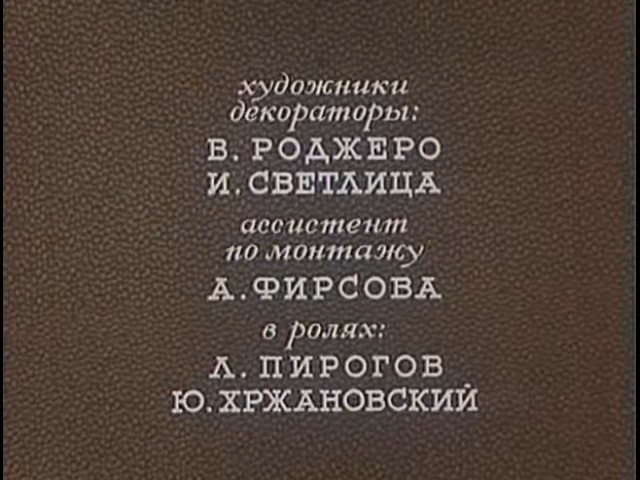 художники
декораторы:
В. РОДЖЕРО
И. СВЕТЛИЦА
ассистент
по монтажу
А. ФИРСОВА
в ролях:
Л. ПИРОГОВ
Ю. ХРЖАНОВСКИЙ